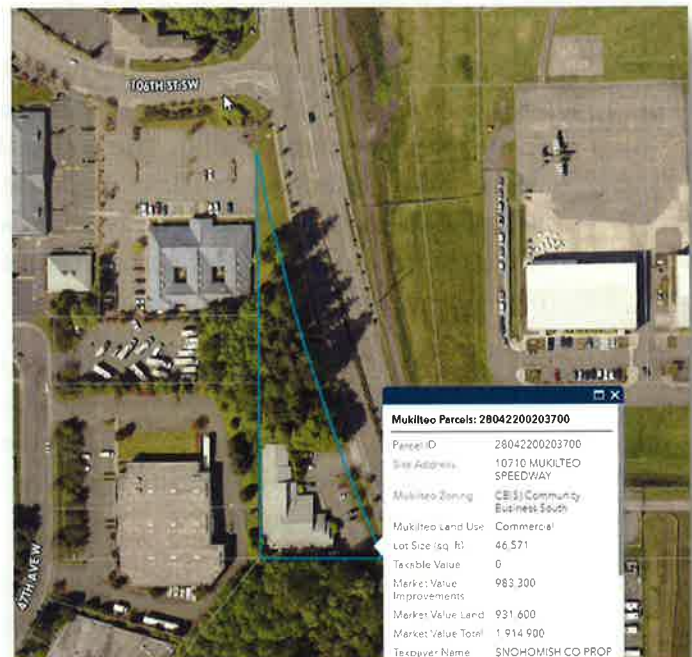 106TH ST SW
47TH AVE W
Mukilteo Parcels: 28042200203700
Parcel ID 28042200203700
Site Address 10710 MUKILTEO
SPEEDWAY
Mukilteo Zoning CB(S) Community
Business South
Mukilteo Land Use Commercial
Lot Size (sq. ft) 46,571
Taxable Value 0
Market Value 983,300
Improvements
Market Value Land 931,600
Market Value Total 1,914,900
Taxpayer Name SNOHOMISH CO PROP